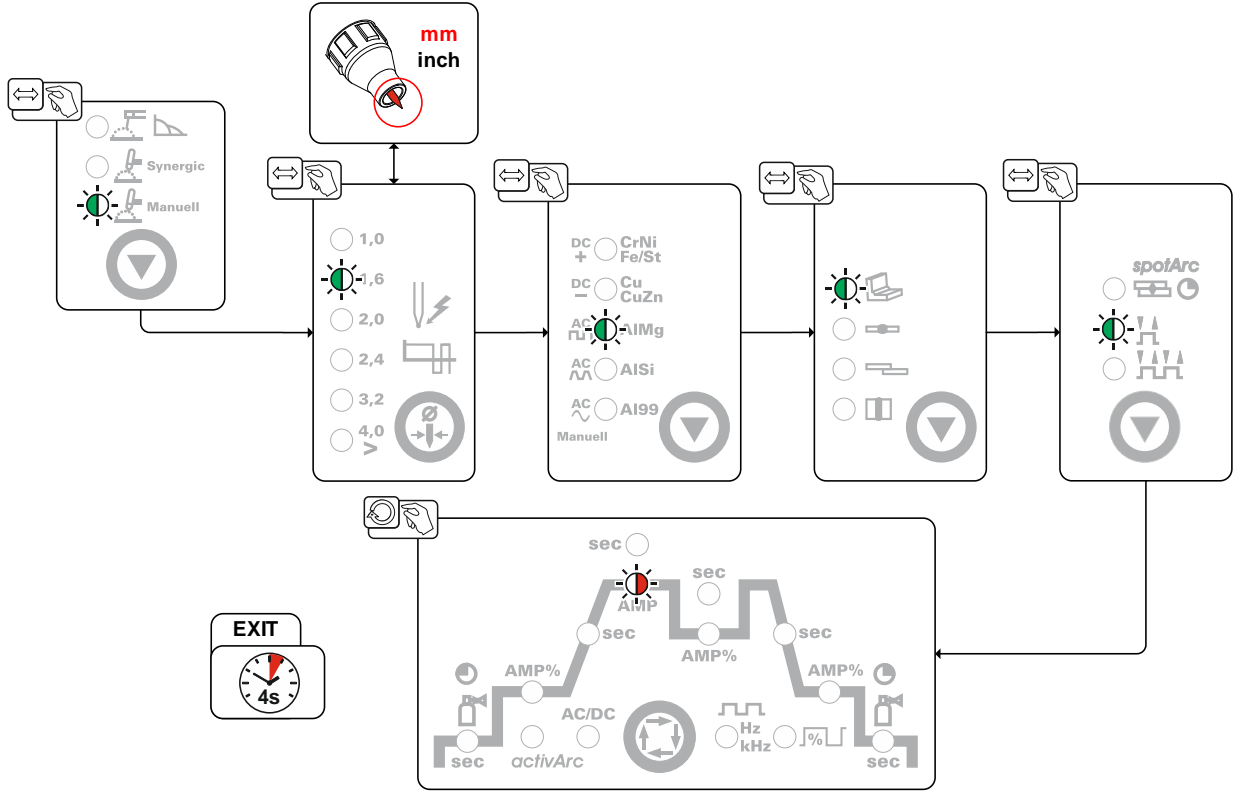 mm
inch
Synergic
Manuell
1,0
1,6
2,0
2,4
3,2
4,0
>
Ø
DC
+
CrNi
Fe/St
DC
−
Cu
CuZn
AC
AlMg
AC
AlSi
AC
Al99
Manuell
spotArc
sec
AMP
sec
sec
AMP%
sec
AMP%
AMP%
AC/DC
Hz
kHz
%
sec
activArc
sec
EXIT
4s